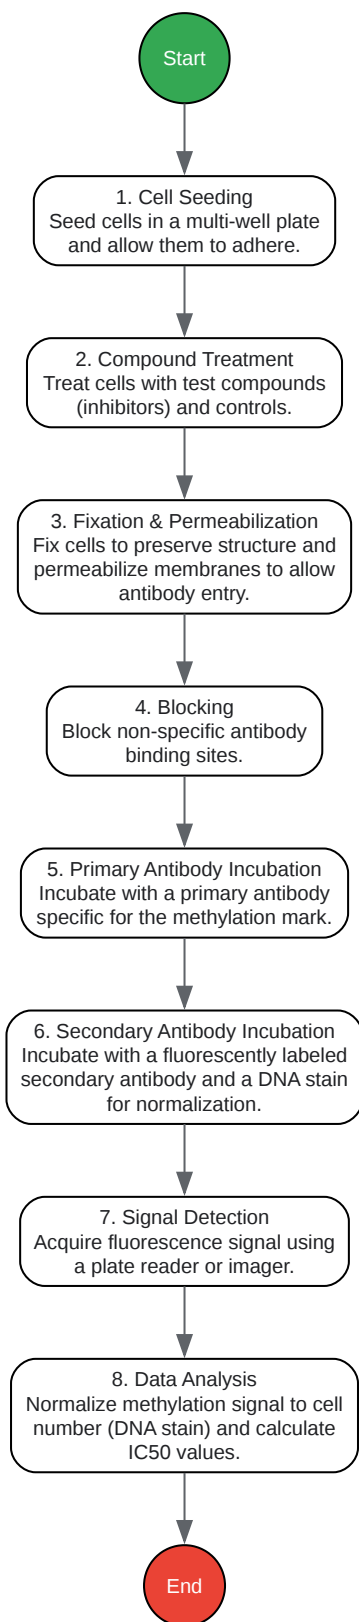 Start
1. Cell Seeding
Seed cells in a multi-well plate
and allow them to adhere.
2. Compound Treatment
Treat cells with test compounds
(inhibitors) and controls.
3. Fixation & Permeabilization
Fix cells to preserve structure and
permeabilize membranes to allow
antibody entry.
4. Blocking
Block non-specific antibody
binding sites.
5. Primary Antibody Incubation
Incubate with a primary antibody
specific for the methylation mark.
6. Secondary Antibody Incubation
Incubate with a fluorescently labeled
secondary antibody and a DNA stain
for normalization.
7. Signal Detection
Acquire fluorescence signal using
a plate reader or imager.
8. Data Analysis
Normalize methylation signal to cell
number (DNA stain) and calculate
IC50 values.
End